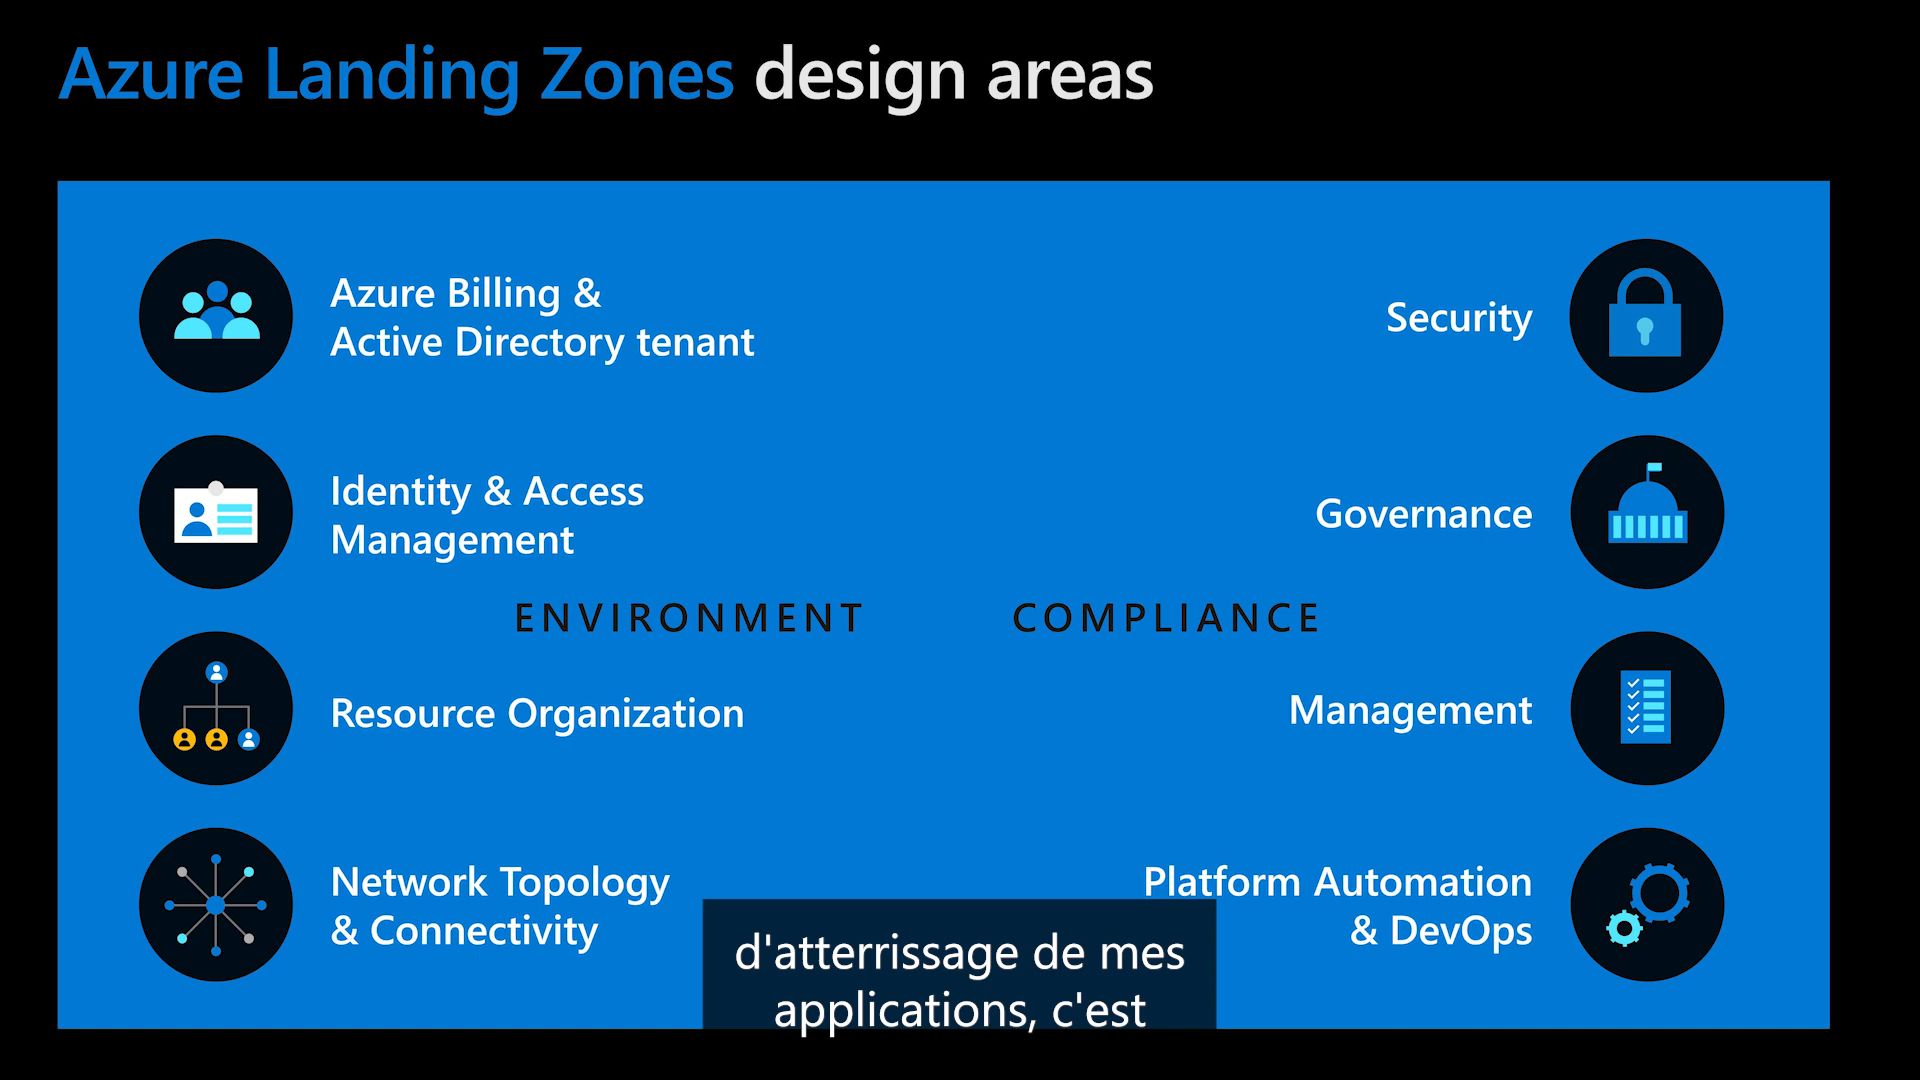 Azure Landing Zones design areas
Azure Billing &
Active Directory tenant
Identity & Access
Management
ENVIRONMENT
Resource Organization
Network Topology
& Connectivity
Security
Governance
COMPLIANCE
Management
Platform Automation
& DevOps
d'atterrissage de mes
applications, c'est